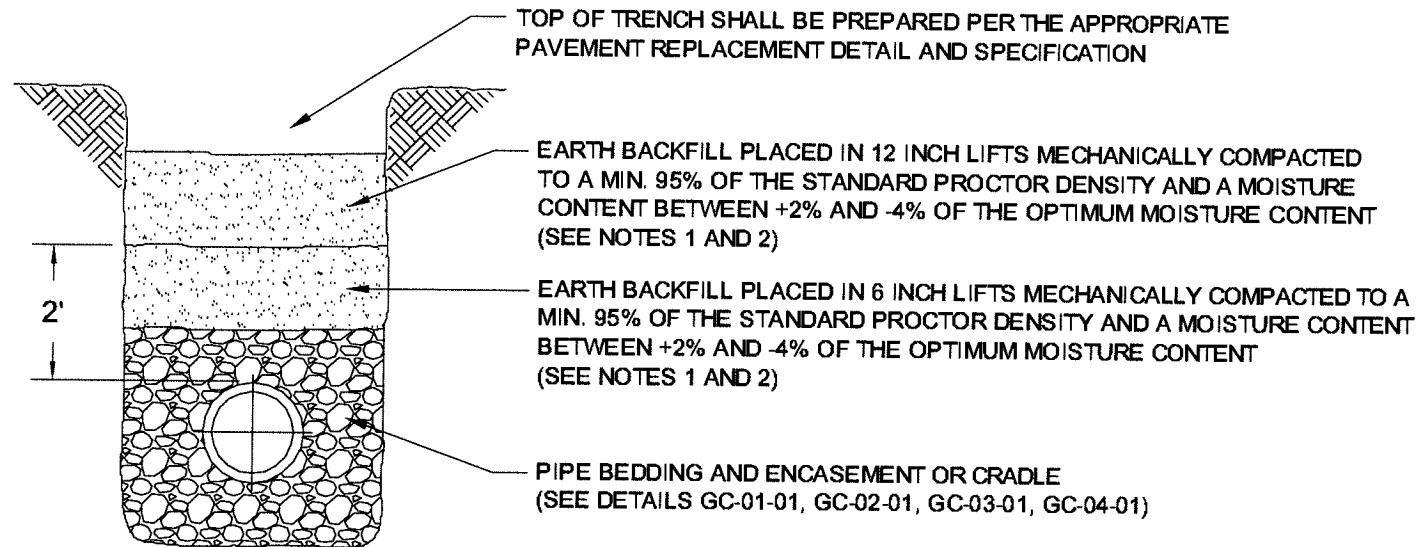 TOP OF TRENCH SHALL BE PREPARED PER THE APPROPRIATE
PAVEMENT REPLACEMENT DETAIL AND SPECIFICATION
EARTH BACKFILL PLACED IN 12 INCH LIFTS MECHANICALLY COMPACTED
TO A MIN. 95% OF THE STANDARD PROCTOR DENSITY AND A MOISTURE
CONTENT BETWEEN +2% AND -4% OF THE OPTIMUM MOISTURE CONTENT
(SEE NOTES 1 AND 2)
2'
EARTH BACKFILL PLACED IN 6 INCH LIFTS MECHANICALLY COMPACTED TO A
MIN. 95% OF THE STANDARD PROCTOR DENSITY AND A MOISTURE CONTENT
BETWEEN +2% AND -4% OF THE OPTIMUM MOISTURE CONTENT
(SEE NOTES 1 AND 2)
PIPE BEDDING AND ENCASEMENT OR CRADLE
(SEE DETAILS GC-01-01, GC-02-01, GC-03-01, GC-04-01)